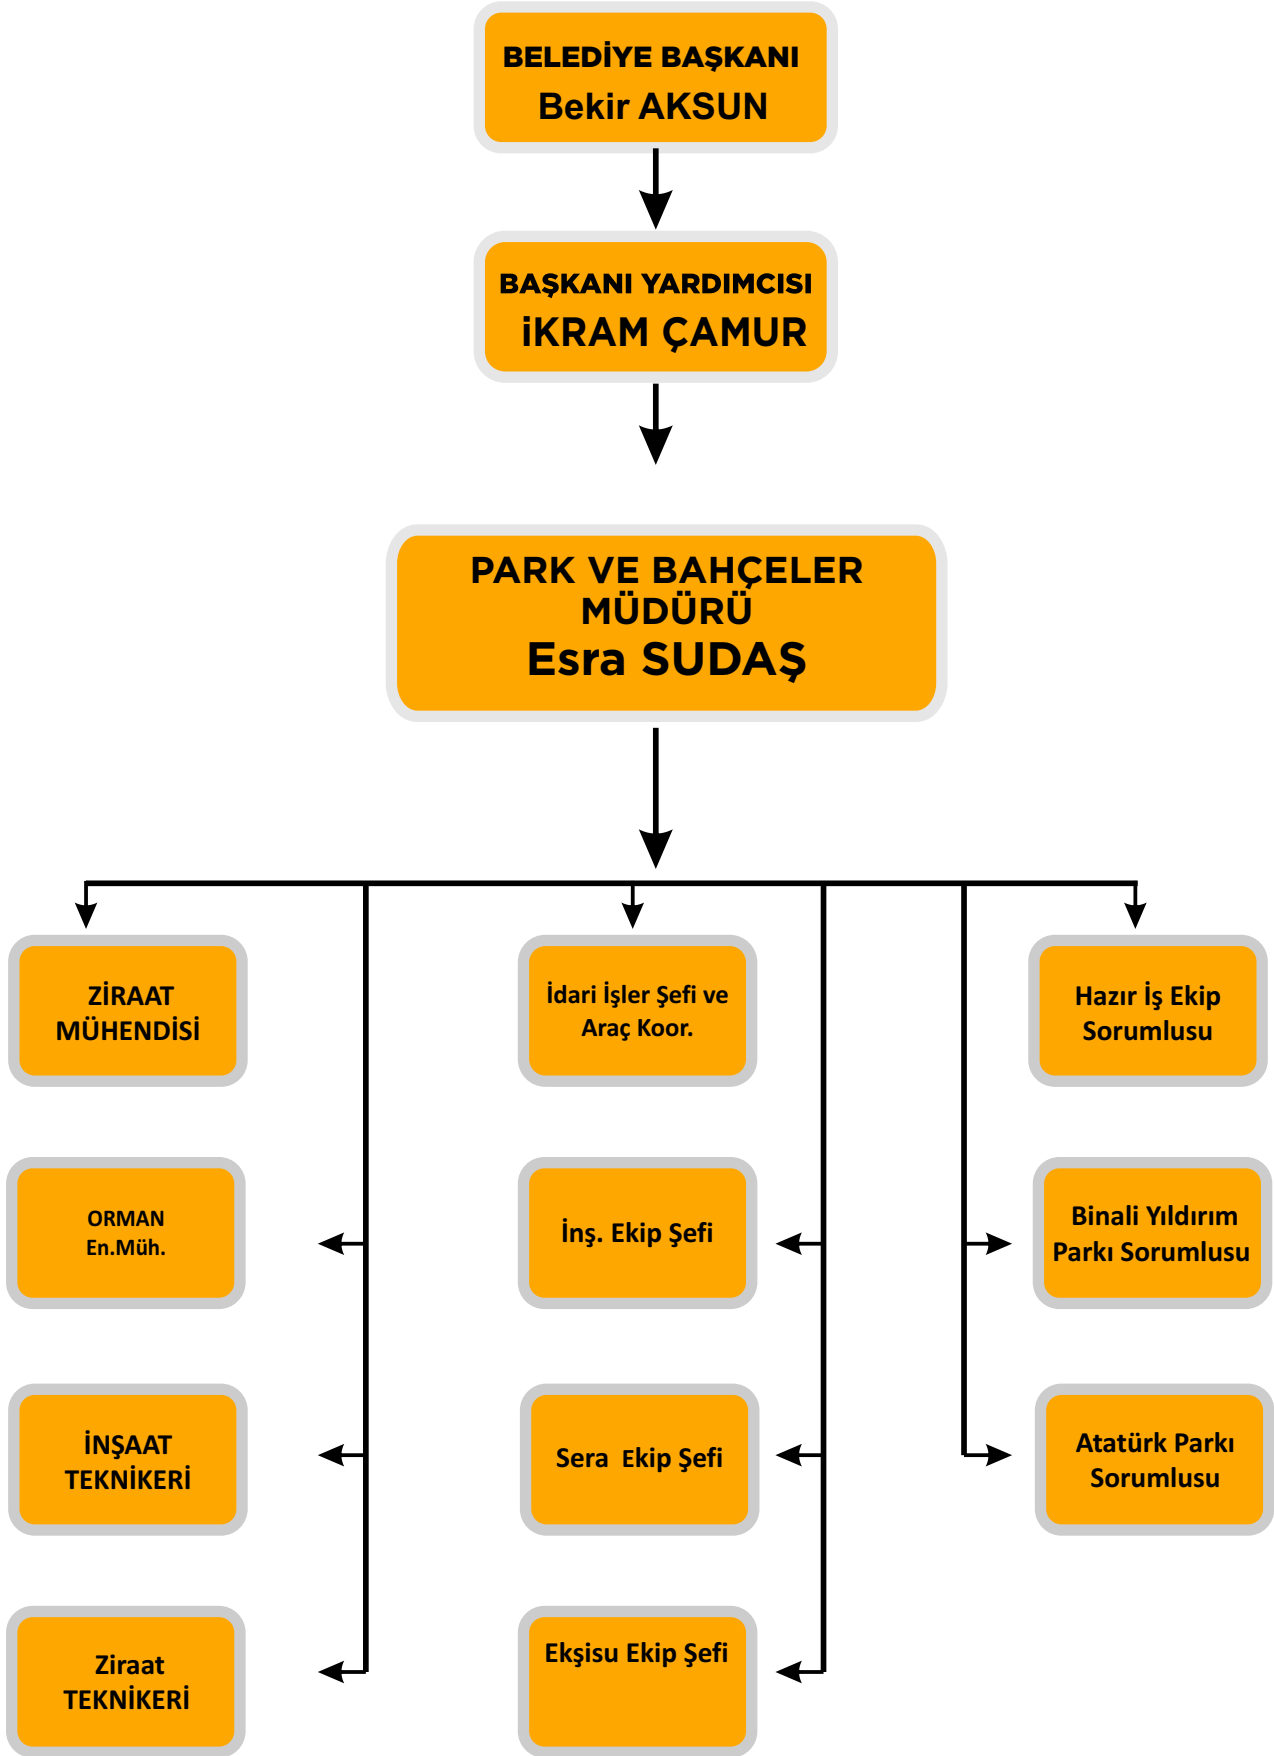 BELEDİYE BAŞKANI
Bekir AKSUN
BAŞKANI YARDIMCISI
iKRAM ÇAMUR
PARK VE BAHÇELER
MÜDÜRÜ
Esra SUDAŞ
ZİRAAT
MÜHENDİSİ
İdari İşler Şefi ve
Araç Koor.
Hazır İş Ekip
Sorumlusu
ORMAN
En.Müh.
İnş. Ekip Şefi
Binali Yıldırım
Parkı Sorumlusu
İNŞAAT
TEKNİKERİ
Sera Ekip Şefi
Atatürk Parkı
Sorumlusu
Ziraat
TEKNİKERİ
Ekşisu Ekip Şefi